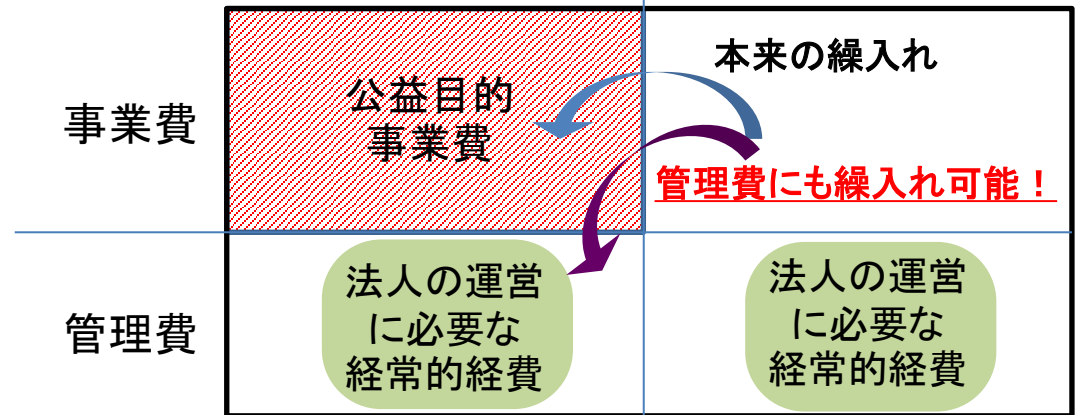 事業費
公益目的
事業費
本来の繰入れ
管理費にも繰入れ可能！
管理費
法人の運営
に必要な
経常的経費
法人の運営
に必要な
経常的経費